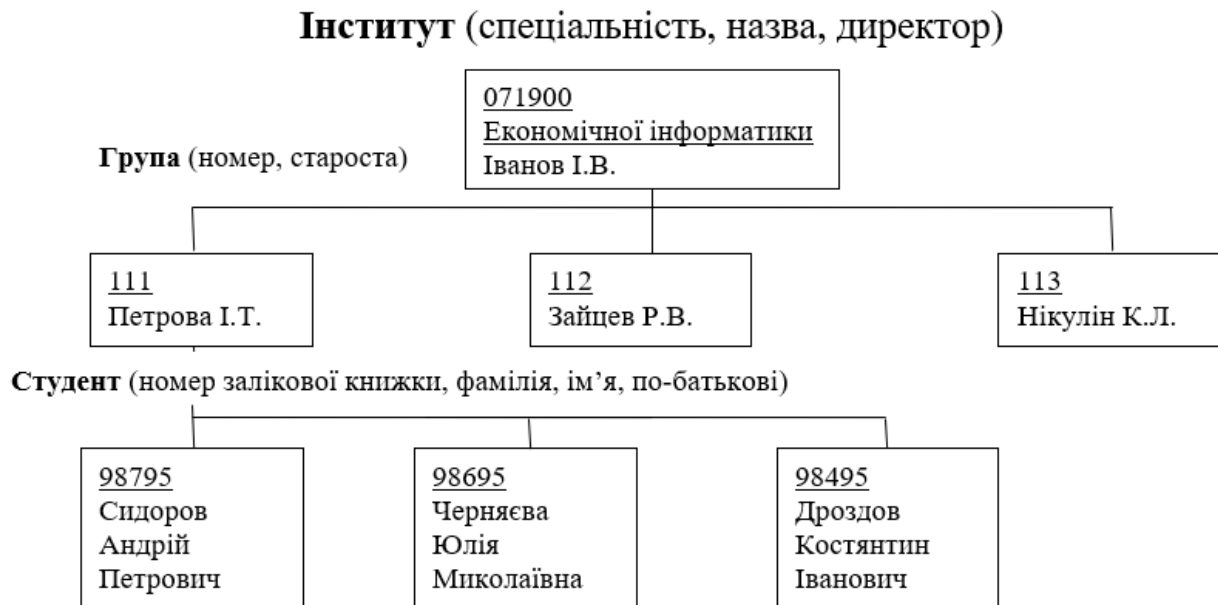 Інститут (спеціальність, назва, директор)
071900
Економічної інформатики
Іванов І.В.
Група (номер, староста)
111
Петрова І.Т.
112
Зайцев Р.В.
113
Нікулін К.Л.
Студент (номер залікової книжки, фамілія, ім’я, по-батькові)
98795
Сидоров
Андрій
Петрович
98695
Черняєва
Юлія
Миколаївна
98495
Дроздов
Костянтин
Іванович